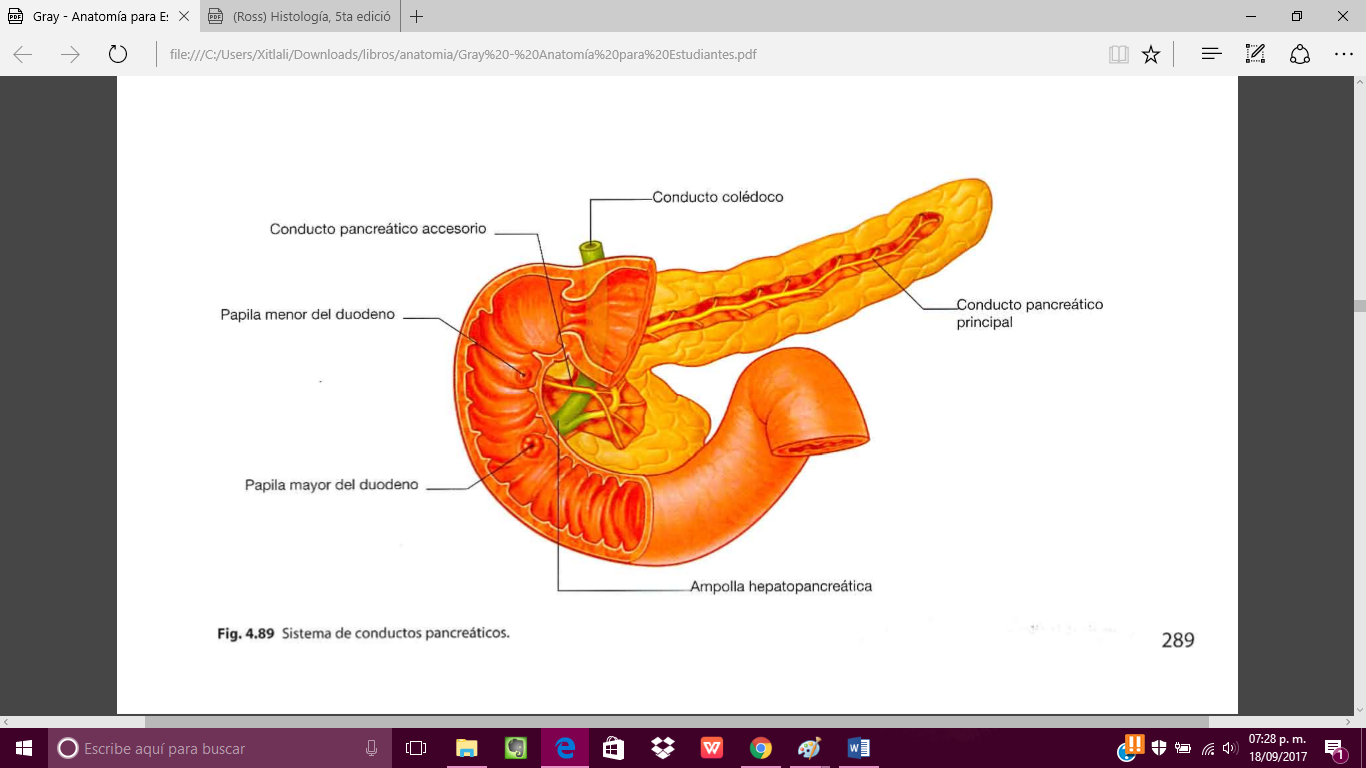 Gray - Anatomía para Es
(Ross) Histología, 5ta edició
file:///C:/Users/Xitlali/Downloads/libros/anatomia/Gray%20-%20Anatomía%20para%20Estudiantes.pdf
Conducto colédoco
Conducto pancreático accesorio
Papila menor del duodeno
Conducto pancreático
principal
Papila mayor del duodeno
Ampolla hepatopancreática
Fig. 4.89 Sistema de conductos pancreáticos.
289
Escribe aquí para buscar
07:28 p. m.
18/09/2017
1